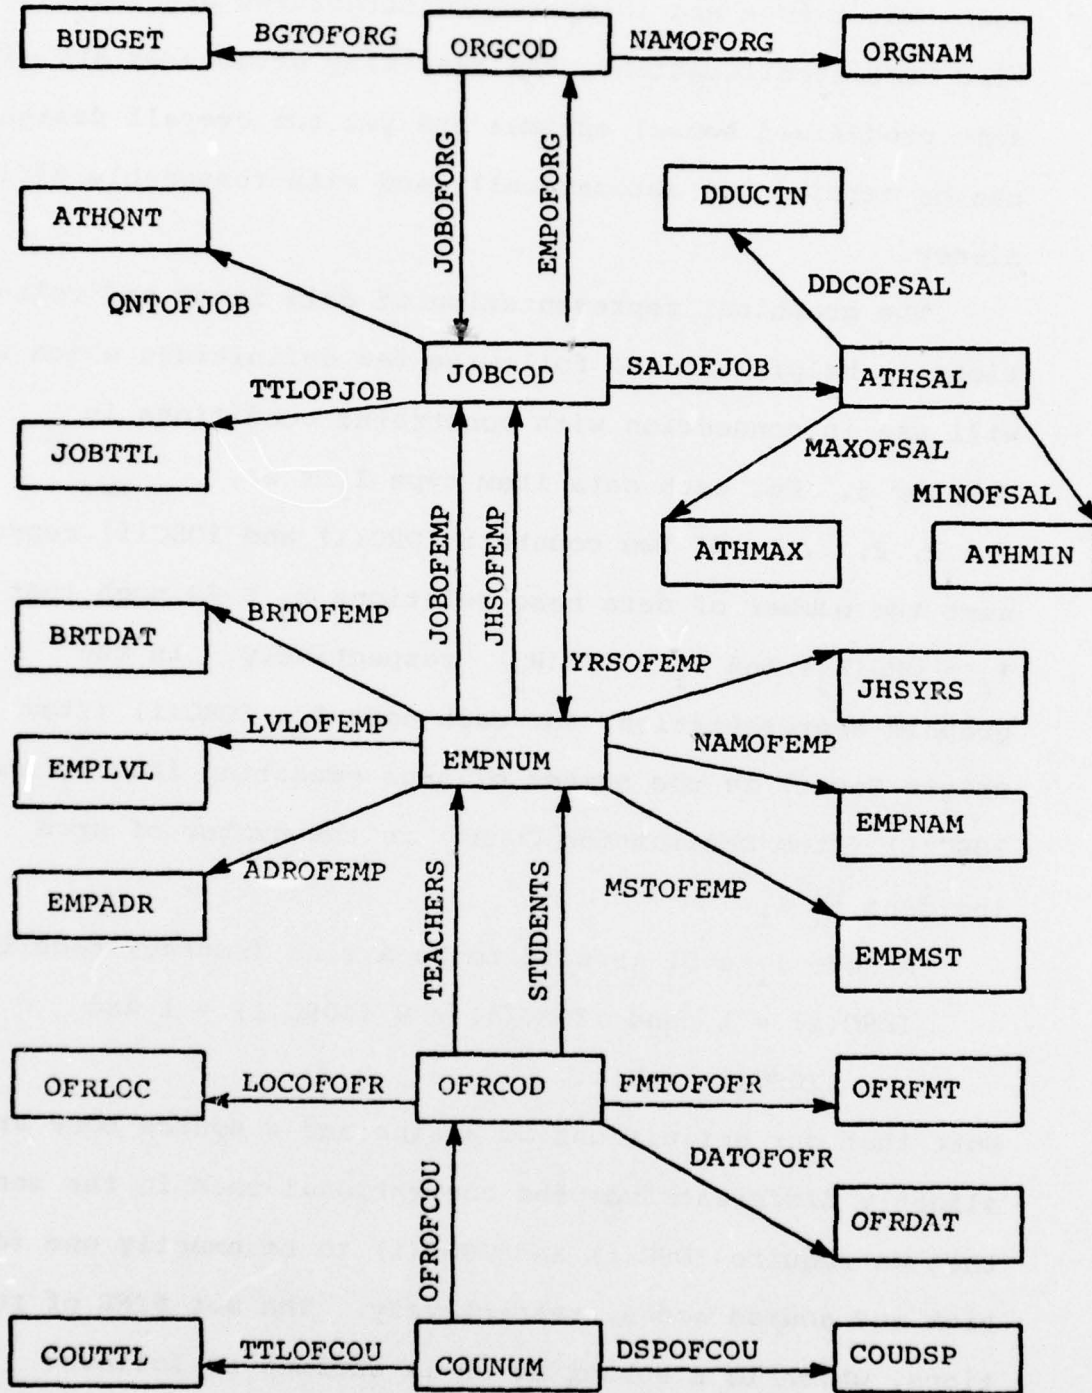 BUDGET
BGTOFORG
ORGCOD
NAMOFORG
ORGNAM
JOBOFORG
EMPOFORG
DDUCTN
ATHQNT
DDCOFSAL
QNTOFJOB
JOBCOD
SALOFJOB
ATHSAL
TTLOFJOB
JOBTTL
MAXOFSAL
MINOFSAL
ATHMAX
ATHMIN
JOBOFEMP
JHSOFEMP
BRTOFEMP
BRTDAT
YRSOFEMP
JHSYRS
LVLOFEMP
EMPLVL
EMPNUM
NAMOFEMP
EMPNAM
ADROFEMP
EMPADR
TEACHERS
STUDENTS
MSTOFEMP
EMPMST
OFRLOC
LOCOFOFR
OFRCOD
FMTOFOFR
OFRFMT
DATOFOFR
OFRDAT
OFROFCOU
COUTTL
TTLOFCOU
COUNUM
DSPOFCOU
COUDSP